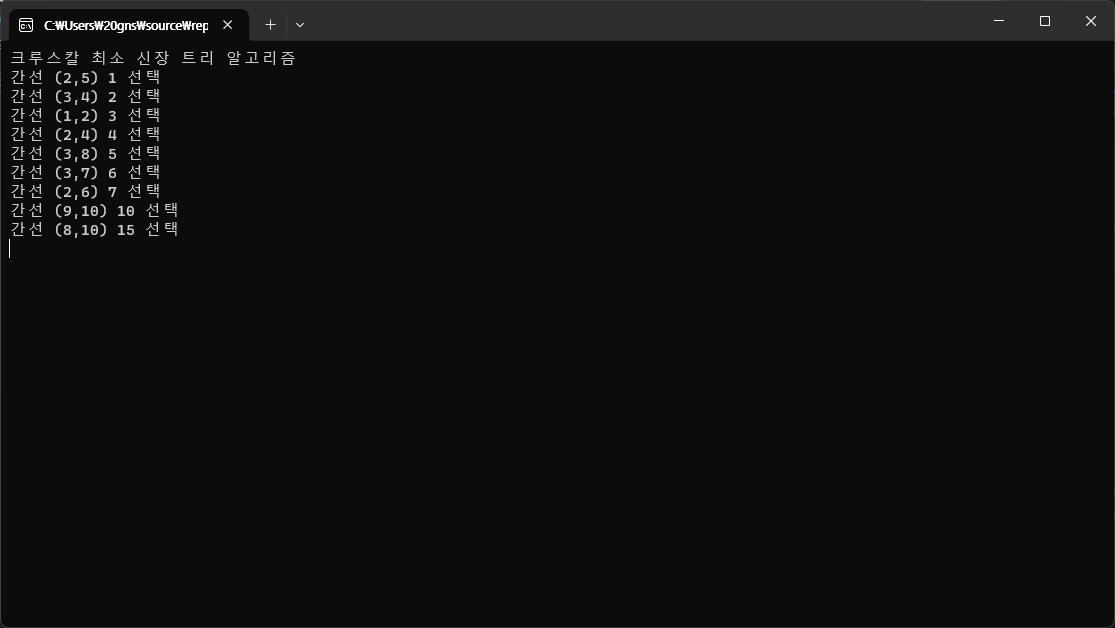 C:₩Users₩20gns₩source₩rep
크루스칼 최소 신장 트리 알고리즘
간선 (2,5) 1 선택
간선 (3,4) 2 선택
간선 (1,2) 3 선택
간선 (2,4) 4 선택
간선 (3,8) 5 선택
간선 (3,7) 6 선택
간선 (2,6) 7 선택
간선 (9,10) 10 선택
간선 (8,10) 15 선택